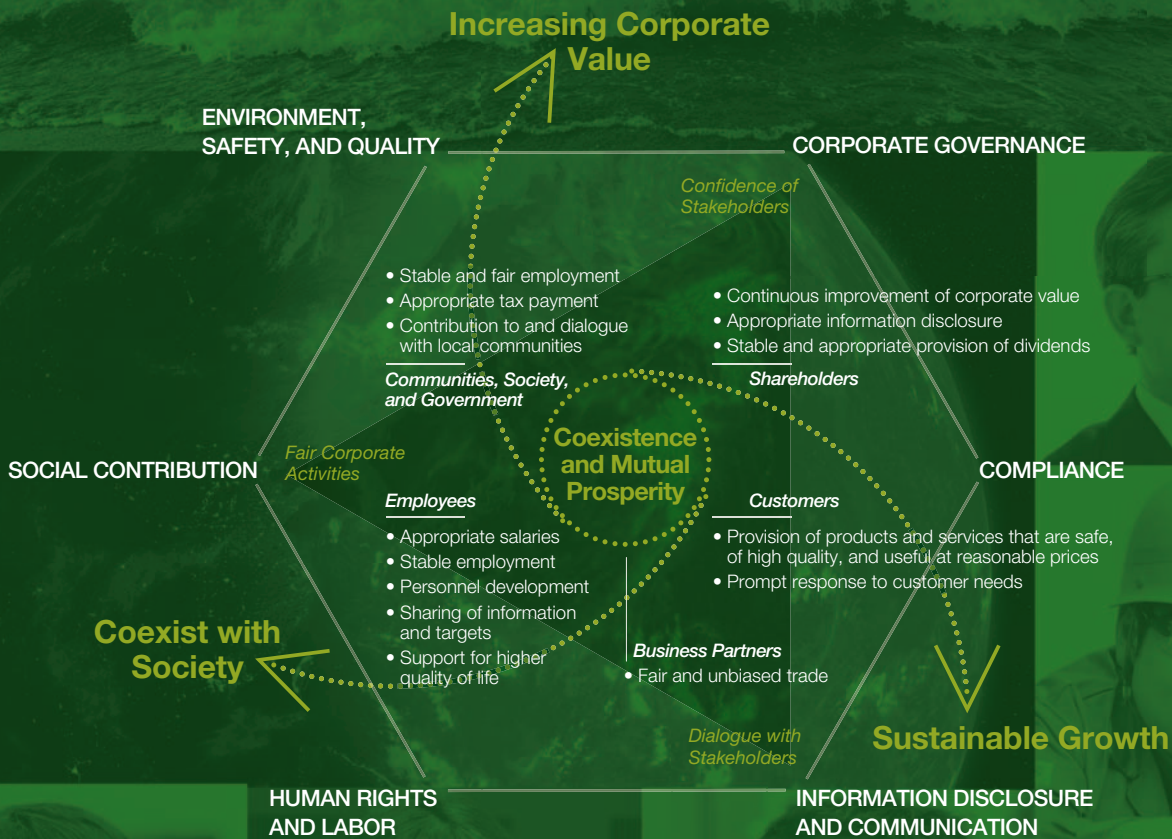 Increasing Corporate
Value
ENVIRONMENT,
SAFETY, AND QUALITY
CORPORATE GOVERNANCE
Confidence of
Stakeholders
• Stable and fair employment
• Appropriate tax payment
• Contribution to and dialogue
with local communities
Communities, Society,
and Government
• Continuous improvement of corporate value
• Appropriate information disclosure
• Stable and appropriate provision of dividends
Shareholders
SOCIAL CONTRIBUTION
Fair Corporate
Activities
Coexistence
and Mutual
Prosperity
COMPLIANCE
Employees
• Appropriate salaries
• Stable employment
• Personnel development
• Sharing of information
and targets
• Support for higher
quality of life
Customers
• Provision of products and services that are safe,
of high quality, and useful at reasonable prices
• Prompt response to customer needs
Business Partners
• Fair and unbiased trade
Coexist with
Society
Dialogue with
Stakeholders
Sustainable Growth
HUMAN RIGHTS
AND LABOR
INFORMATION DISCLOSURE
AND COMMUNICATION